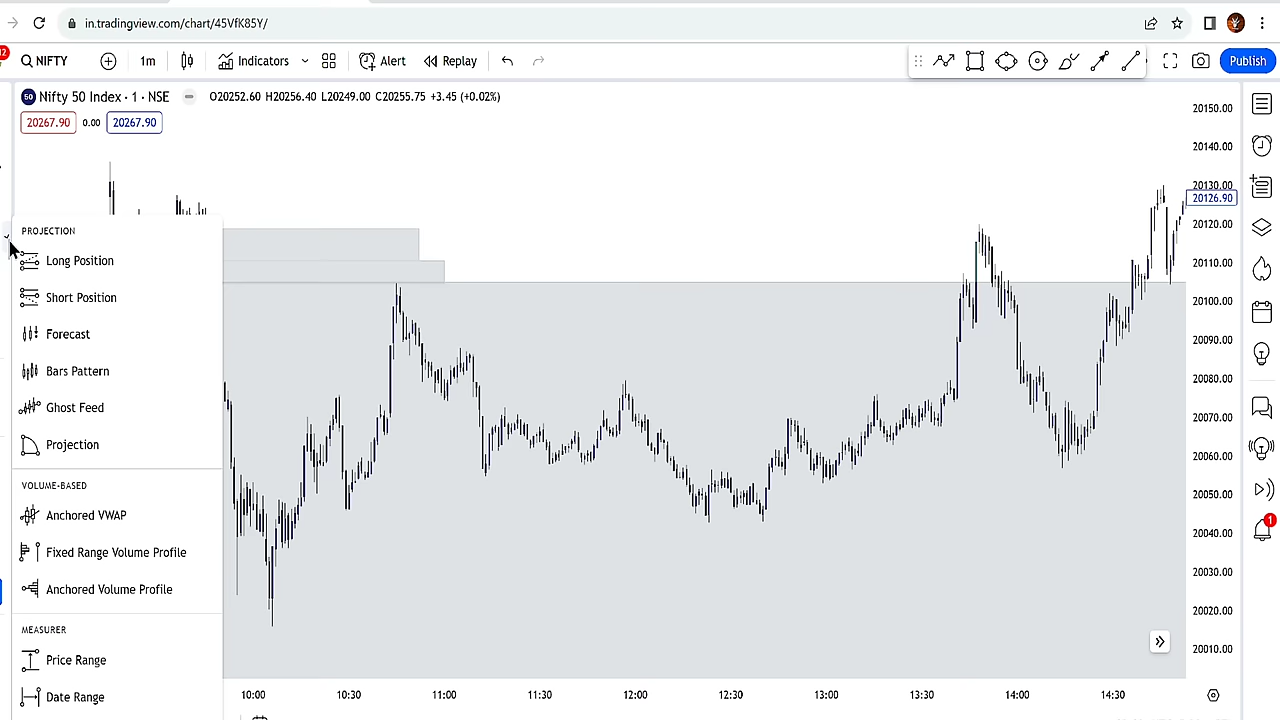 in.tradingview.com/chart/45VfK85Y/
12
NIFTY
1m
Indicators
Alert
Replay
Publish
50 Nifty 50 Index · 1 · NSE
O20252.60 H20256.40 L20249.00 C20255.75 +3.45 (+0.02%)
20267.90 0.00 20267.90
PROJECTION
Long Position
Short Position
Forecast
Bars Pattern
Ghost Feed
Projection
VOLUME-BASED
Anchored VWAP
Fixed Range Volume Profile
Anchored Volume Profile
MEASURER
Price Range
Date Range
20150.00
20140.00
20130.00
20126.90
20120.00
20110.00
20100.00
20090.00
20080.00
20070.00
20060.00
20050.00
20040.00
20030.00
20020.00
20010.00
10:00 10:30 11:00 11:30 12:00 12:30 13:00 13:30 14:00 14:30
1